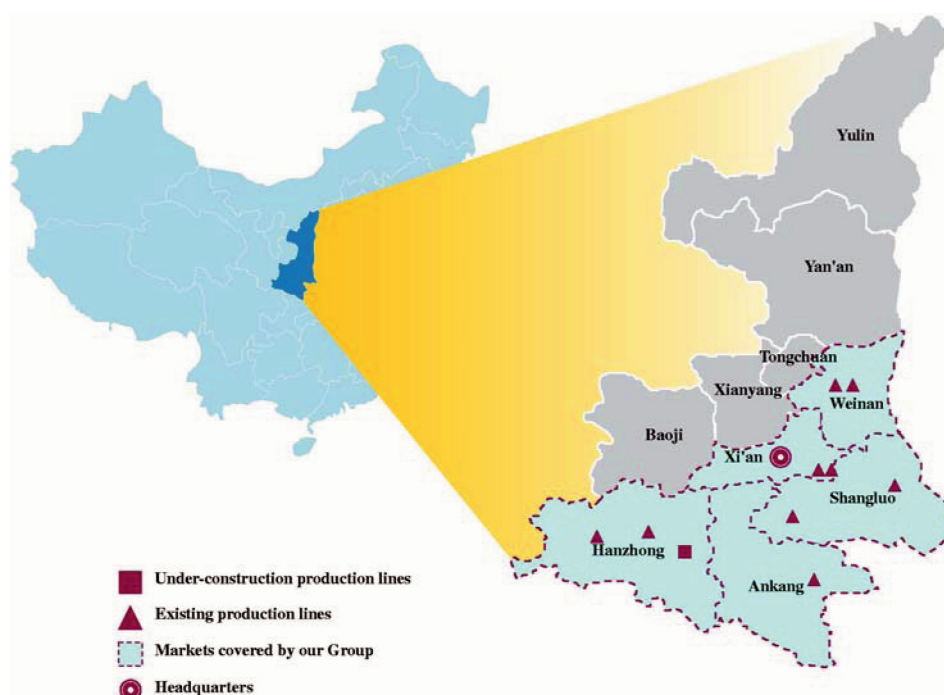 Yulin
Yan'an
Tongchuan
Xianyang
Weinan
Baoji
Xi'an
Shangluo
Hanzhong
Ankang
Under-construction production lines
Existing production lines
Markets covered by our Group
Headquarters